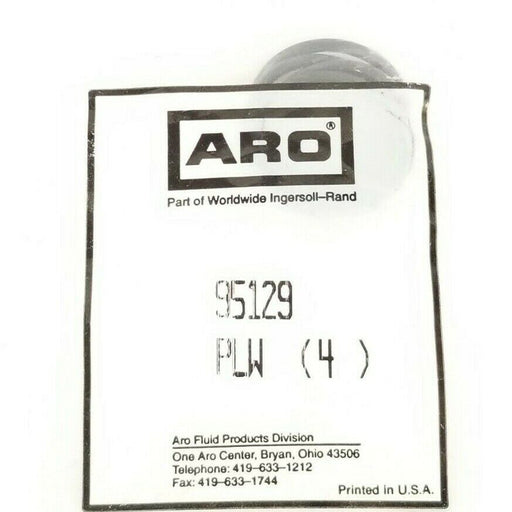 ARO®
Part of Worldwide Ingersoll–Rand
95129
PLW (4)
Aro Fluid Products Division
One Aro Center, Bryan, Ohio 43506
Telephone: 419–633–1212
Fax: 419–633–1744
Printed in U.S.A.